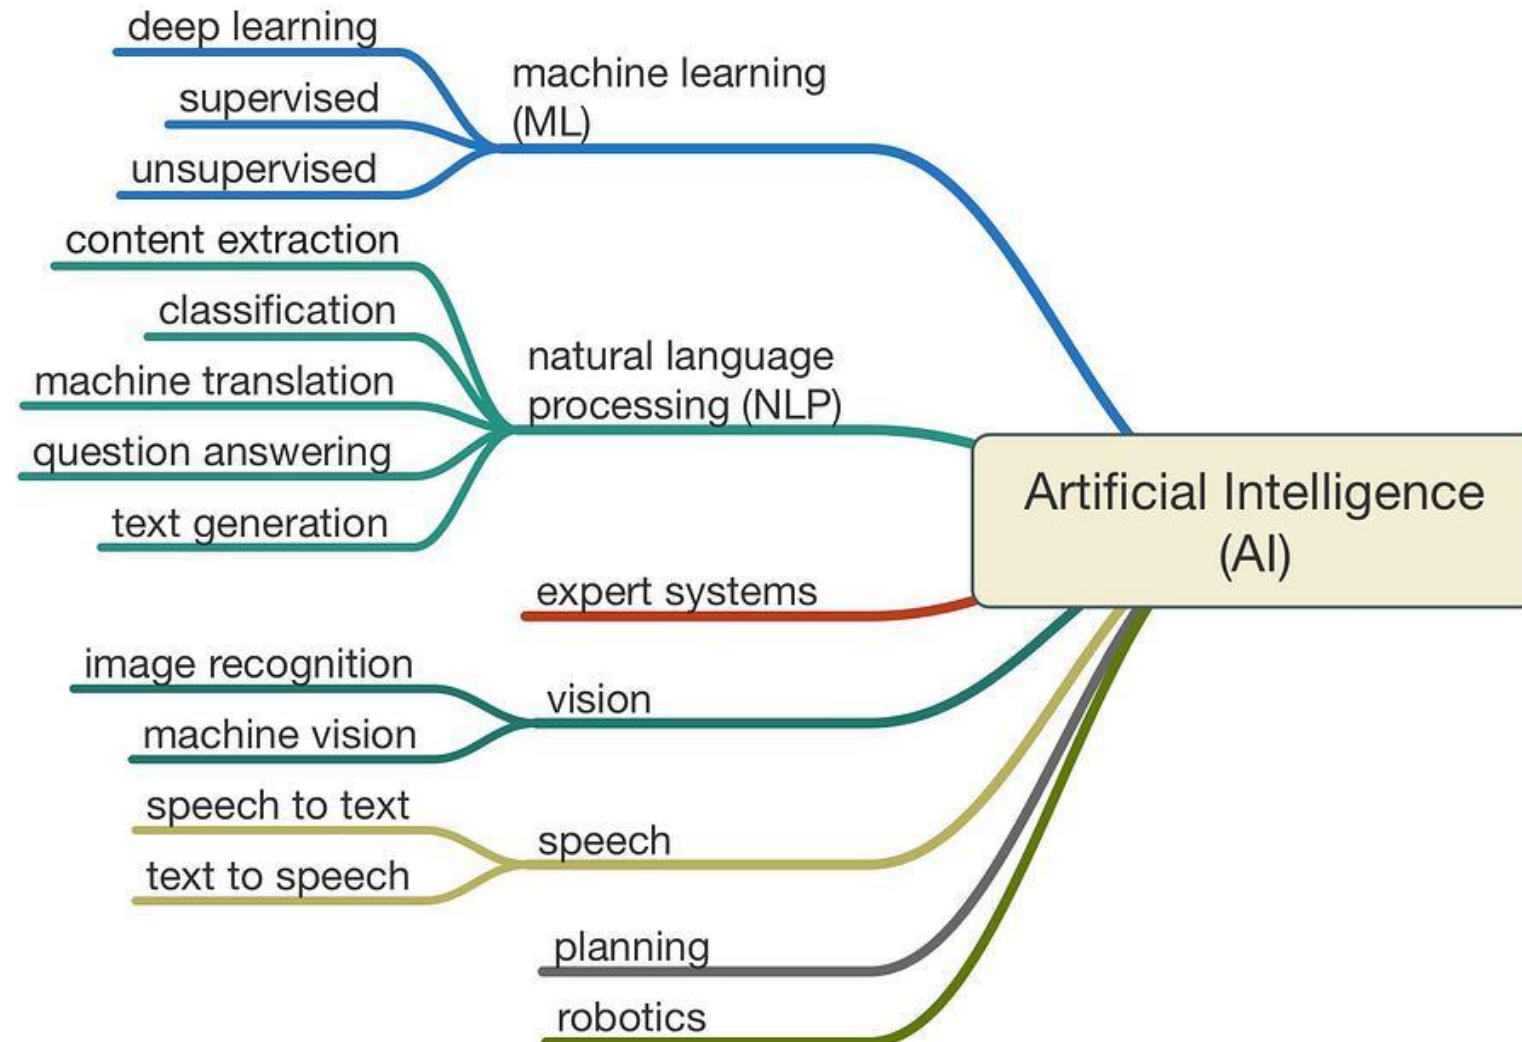 deep learning
supervised
unsupervised
machine learning
(ML)
content extraction
classification
machine translation
question answering
text generation
natural language
processing (NLP)
expert systems
image recognition
machine vision
vision
speech to text
text to speech
speech
planning
robotics
Artificial Intelligence
(AI)